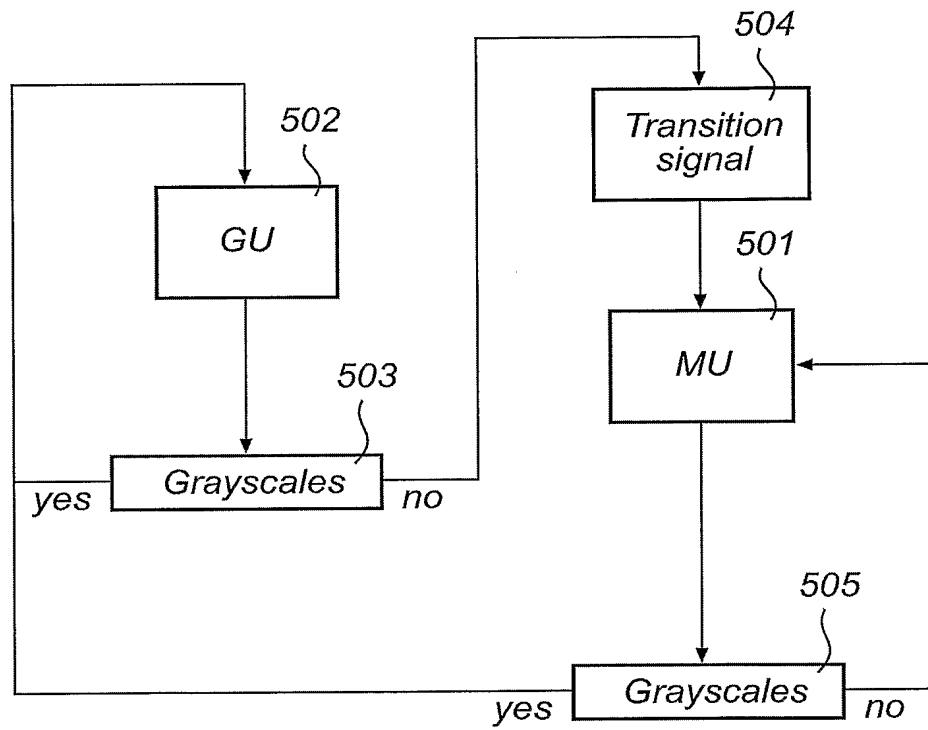 504
Transition
signal
502
GU
501
MU
503
Grayscales
yes
no
505
Grayscales
yes
no